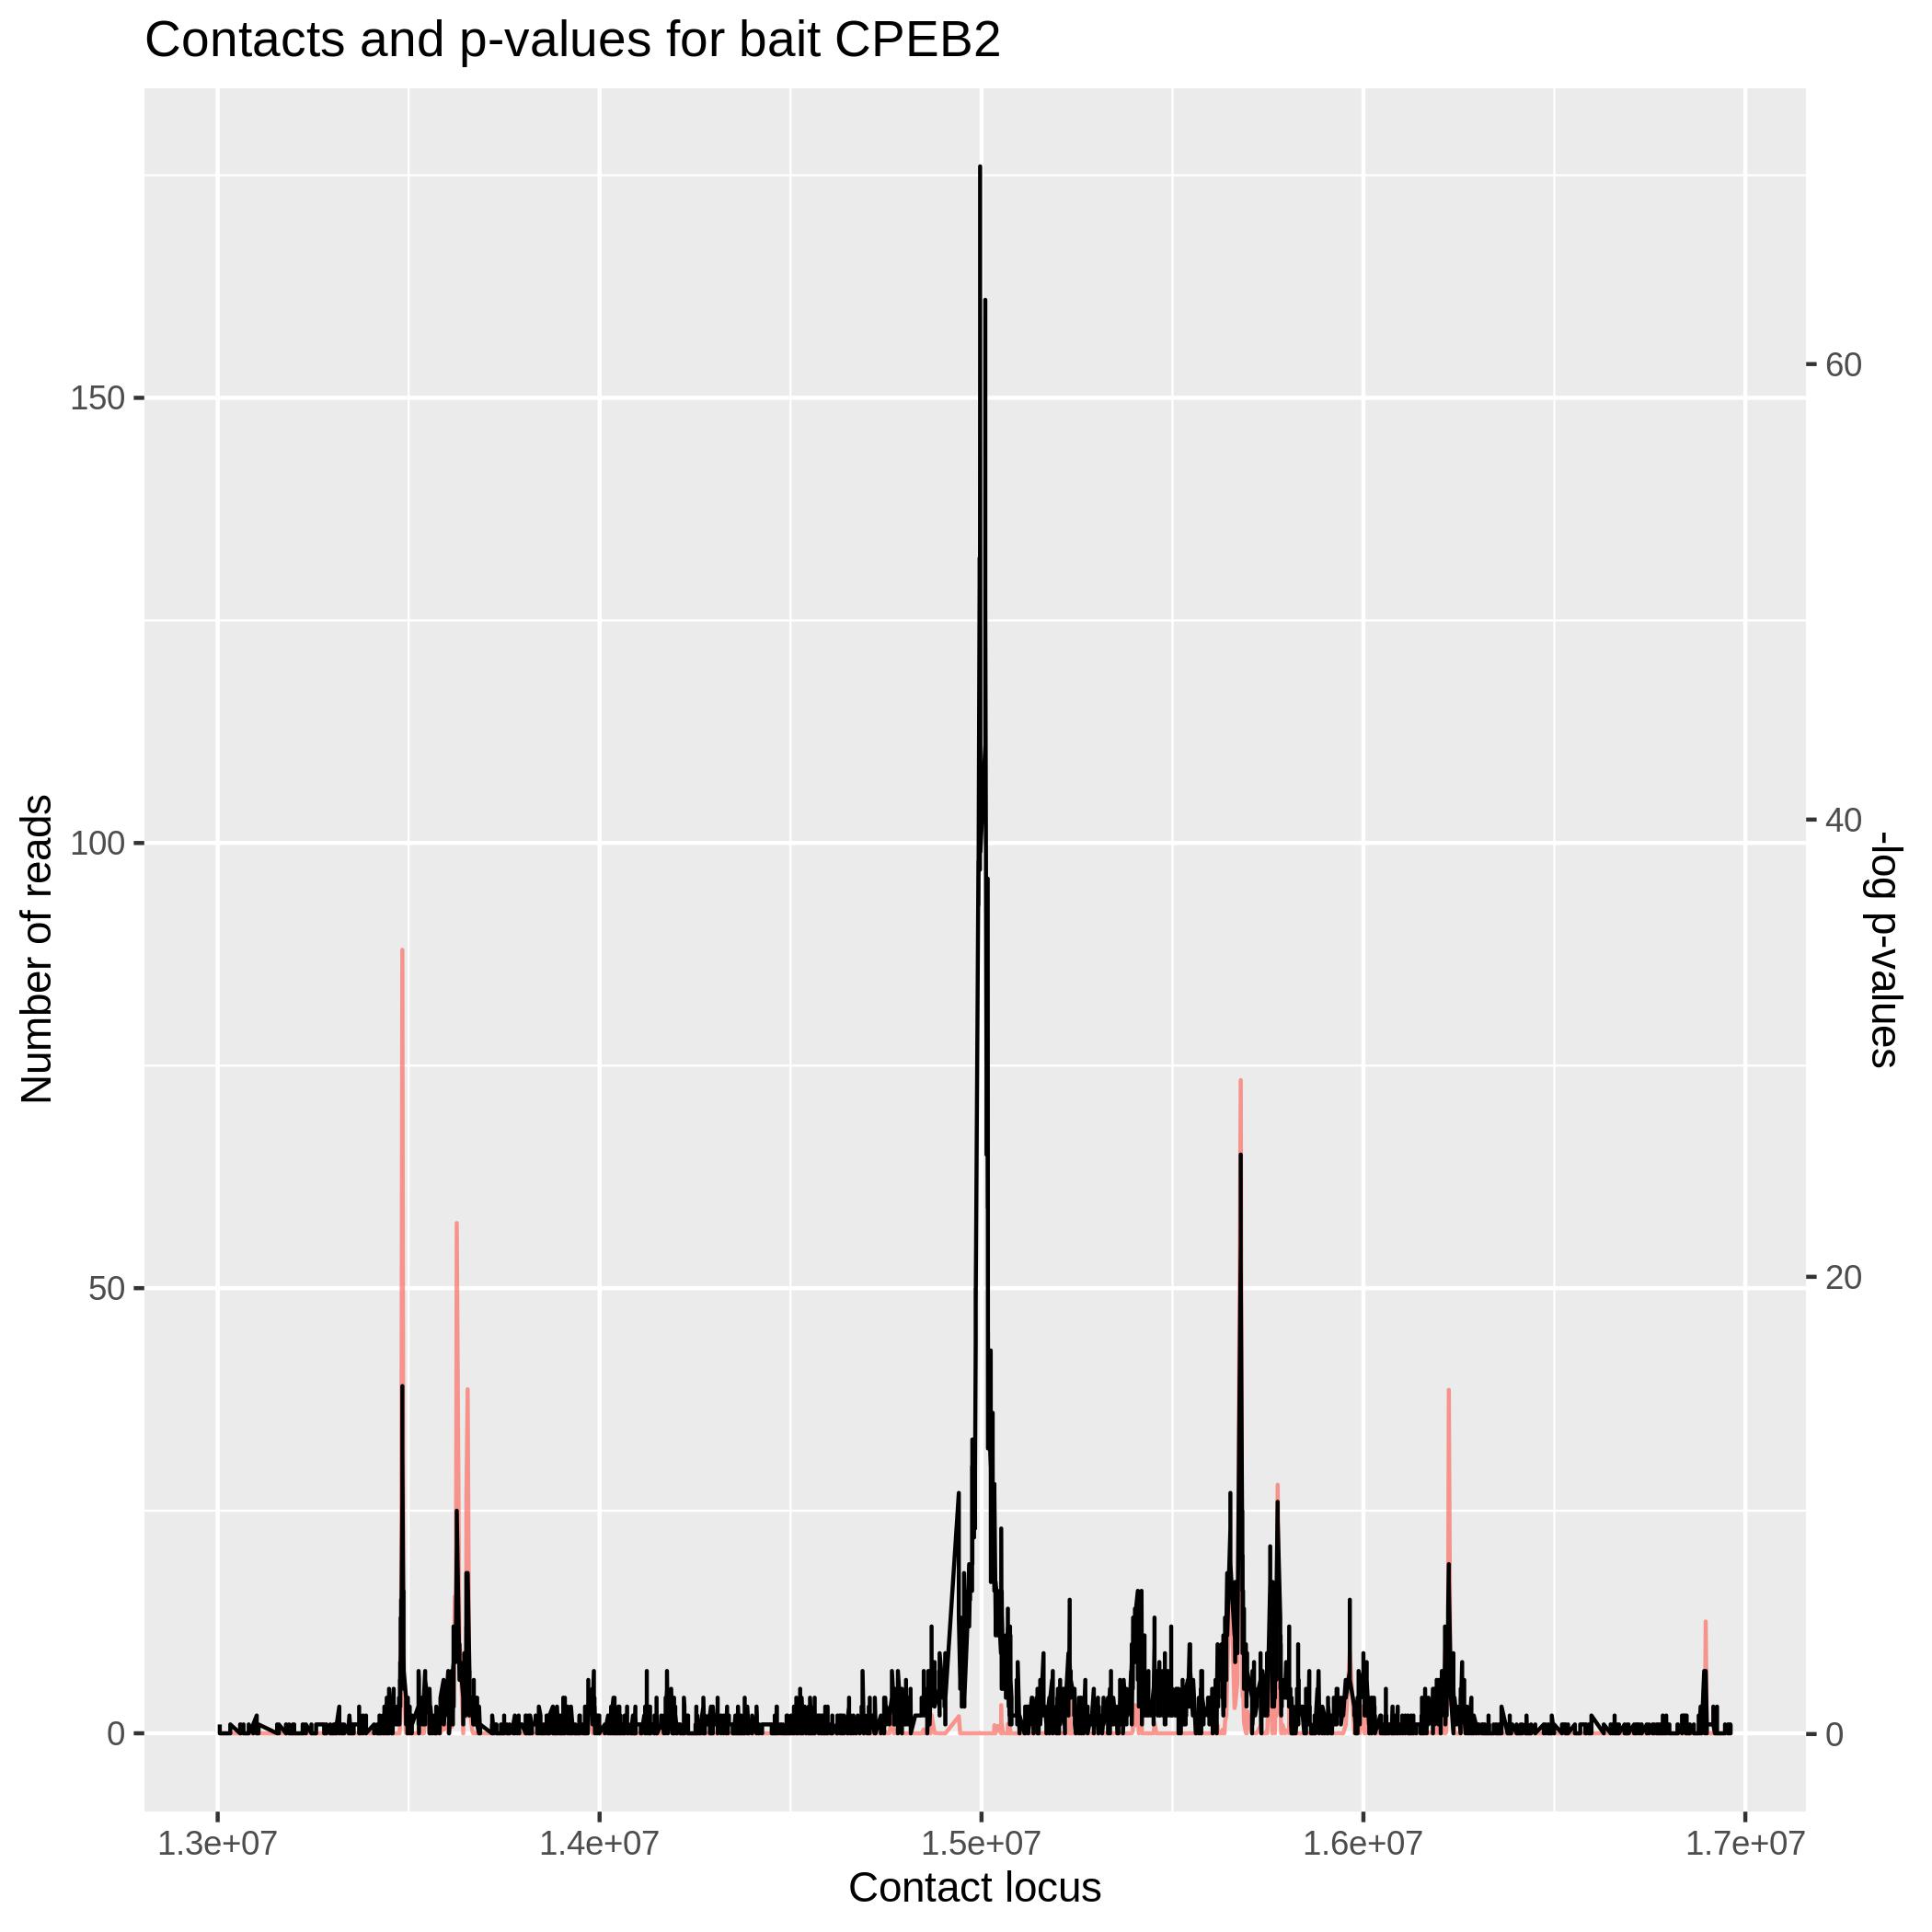 Contacts and p-values for bait CPEB2
Number of reads
150
100
50
0
60
40
20
0
-log p-values
1.3e+07
1.4e+07
1.5e+07
1.6e+07
1.7e+07
Contact locus